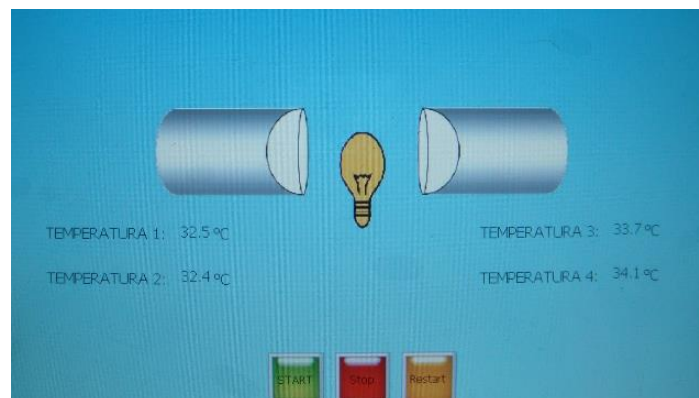 TEMPERATURA 1: 32.5 ºC
TEMPERATURA 2: 32.4 ºC
TEMPERATURA 3: 33.7 ºC
TEMPERATURA 4: 34.1 ºC
START
Stop
Restart